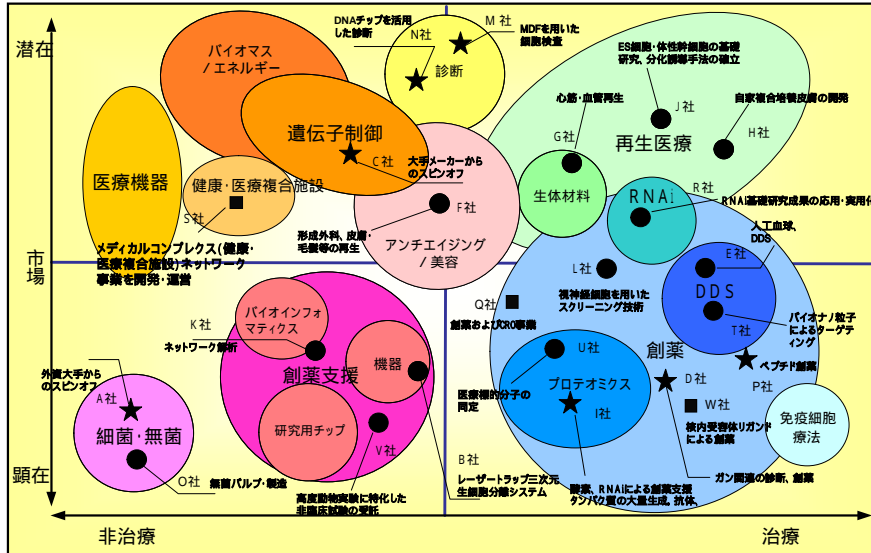 潜在
市場
顕在
非治療
治療
バイオマス
/エネルギー
DNAチップを活用
した診断
N社
M社
MDFを用いた
細胞検査
診断
遺伝子制御
C社
大手メーカーから
のスピンオフ
医療機器
健康・医療複合施設
S社
メディカルコンプレクス(健康・
医療複合施設)ネットワーク
事業を開発・運営
F社
形成外科、皮膚・
毛髪等の再生
アンチエイジング
/美容
ES細胞・体性幹細胞の基礎
研究、分化誘導手法の確立
心筋・血管再生
J社
自家複合培養皮膚の開発
G社
再生医療
H社
生体材料
RNAi
R社
RNAi基礎研究成果の応用・実用化
人工血球、
DDS
E社
L社
視神経細胞を用いた
スクリーニング技術
DDS
T社
バイオナノ粒子
によるターゲテ
ィング
Q社
創薬およびCRO事業
創薬
ペプチド創薬
P社
U社
医療標的分子の
同定
プロテオミクス
I社
D社
W社
核内受容体リガンド
による創薬
免疫細胞
療法
ガン関連の診断、創薬
酵素、RNAiによる創薬支援
タンパク質の大量生成。抗体、
バイオインフォ
マティクス
K社
ネットワーク解析
創薬支援
機器
研究用チップ
V社
高度動物実験に特化した
非臨床試験の受託
B社
レーザートラップ三次元
生細胞分離システム
外資大手から
のスピンオフ
A社
細菌・無菌
O社
無菌バルブ・製造